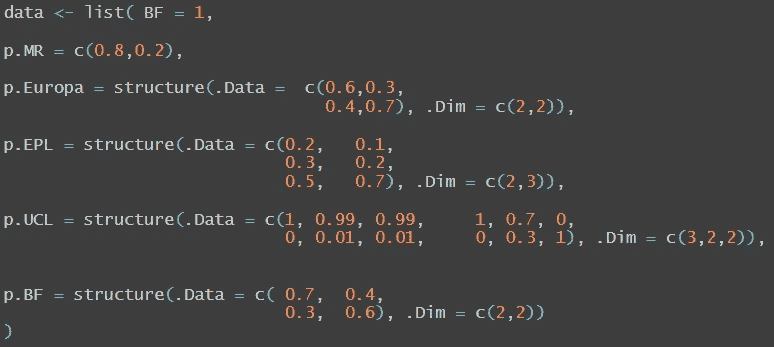 data <- list( BF = 1,
p.MR = c(0.8,0.2),
p.Europa = structure(.Data =  c(0.6,0.3,
0.4,0.7), .Dim = c(2,2)),
p.EPL = structure(.Data = c(0.2,   0.1,
0.3,   0.2,
0.5,   0.7), .Dim = c(2,3)),
p.UCL = structure(.Data = c(1, 0.99, 0.99,     1, 0.7, 0,
0, 0.01, 0.01,     0, 0.3, 1), .Dim = c(3,2,2)),
p.BF = structure(.Data = c( 0.7,  0.4,
0.3,  0.6), .Dim = c(2,2))
)